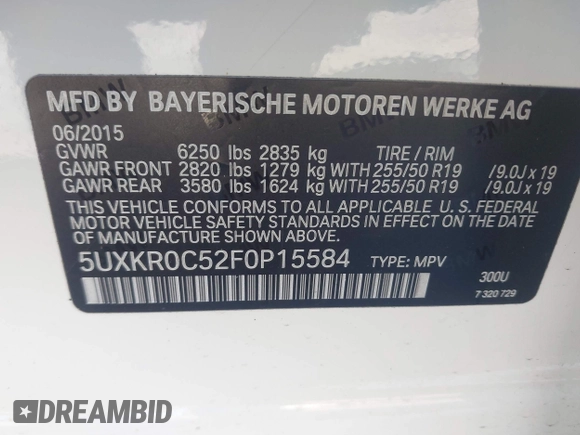 MFD BY BAYERISCHE MOTOREN WERKE AG
06/2015
GVWR 6250 lbs 2835 kg TIRE / RIM
GAWR FRONT 2820 lbs 1279 kg WITH 255/50 R19 /9.0J x 19
GAWR REAR 3580 lbs 1624 kg WITH 255/50 R19 /9.0J x 19
THIS VEHICLE CONFORMS TO ALL APPLICABLE U. S. FEDERAL
MOTOR VEHICLE SAFETY STANDARDS IN EFFECT ON THE DATE
OF MANUFACTURE SHOWN ABOVE.
5UXKR0C52F0P15584 TYPE: MPV
300U
7 320 729
DREAMBID